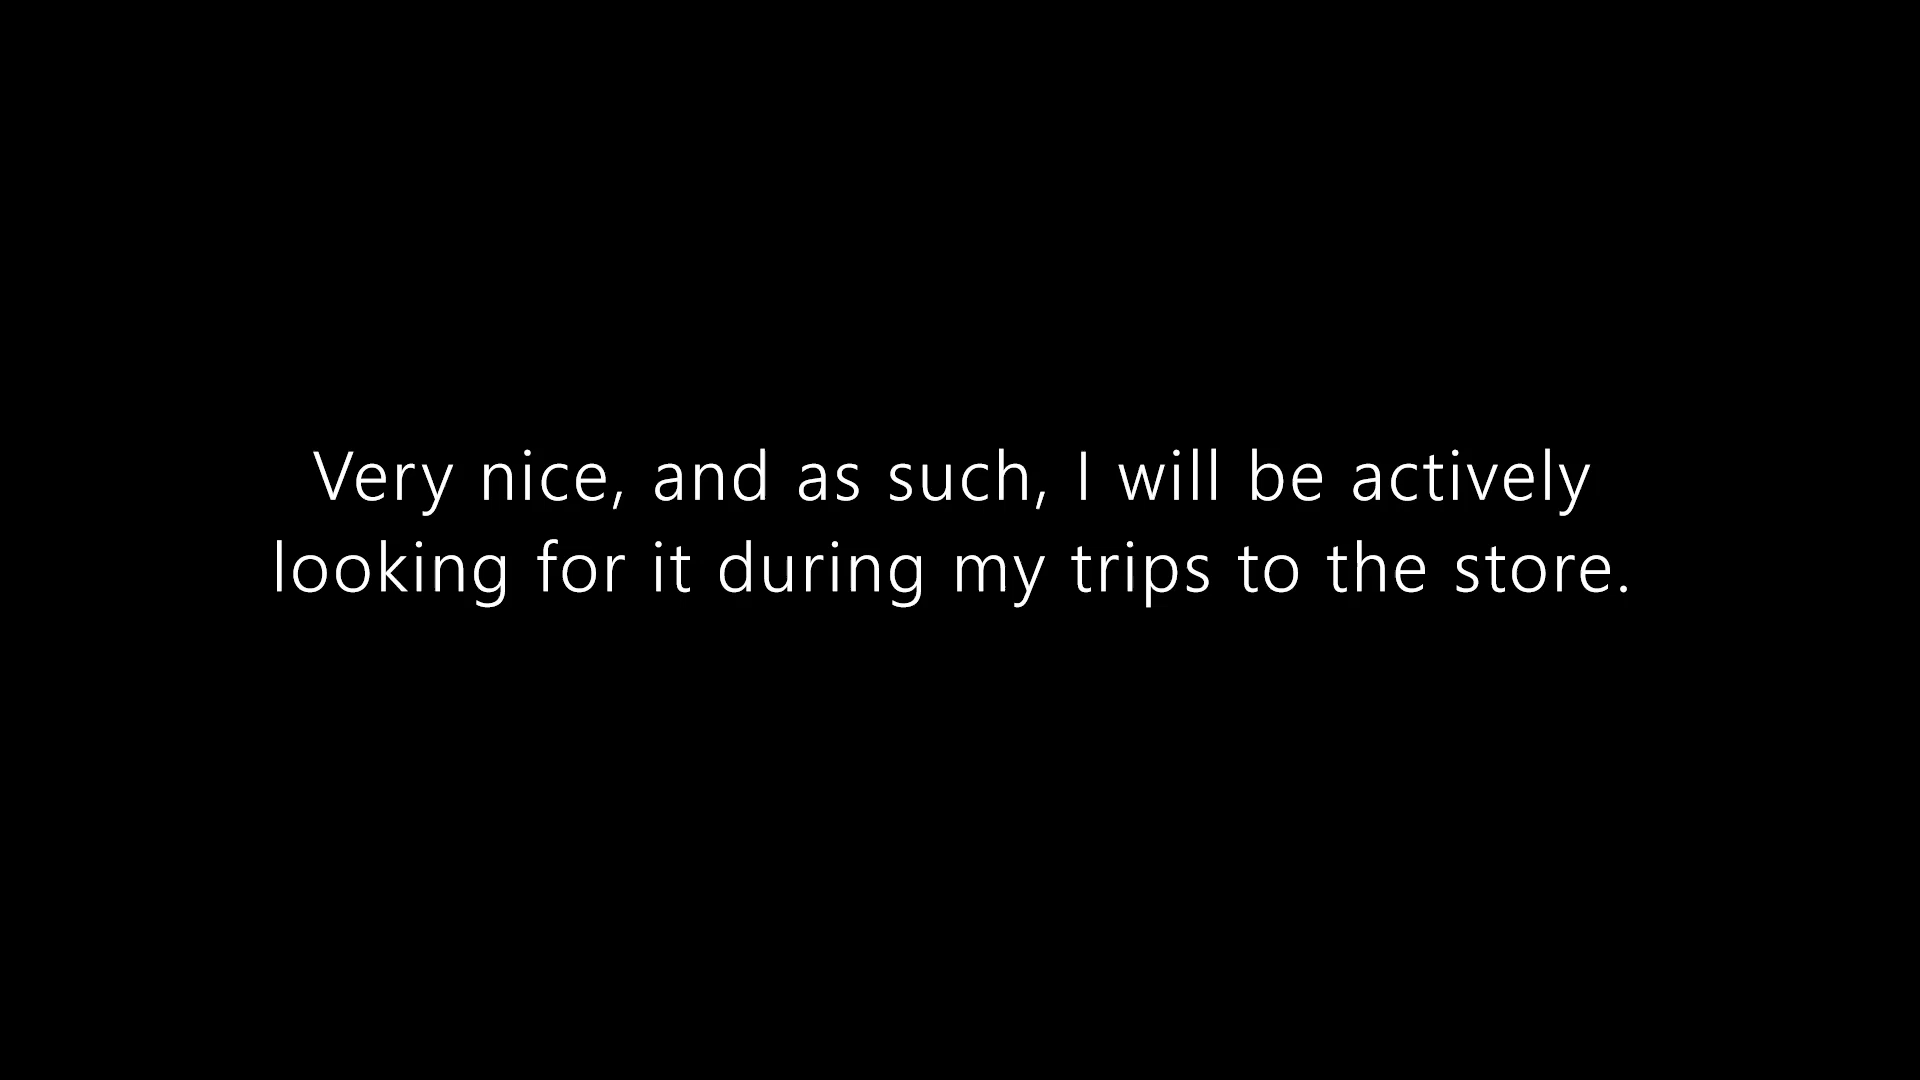 Very nice, and as such, I will be actively
looking for it during my trips to the store.